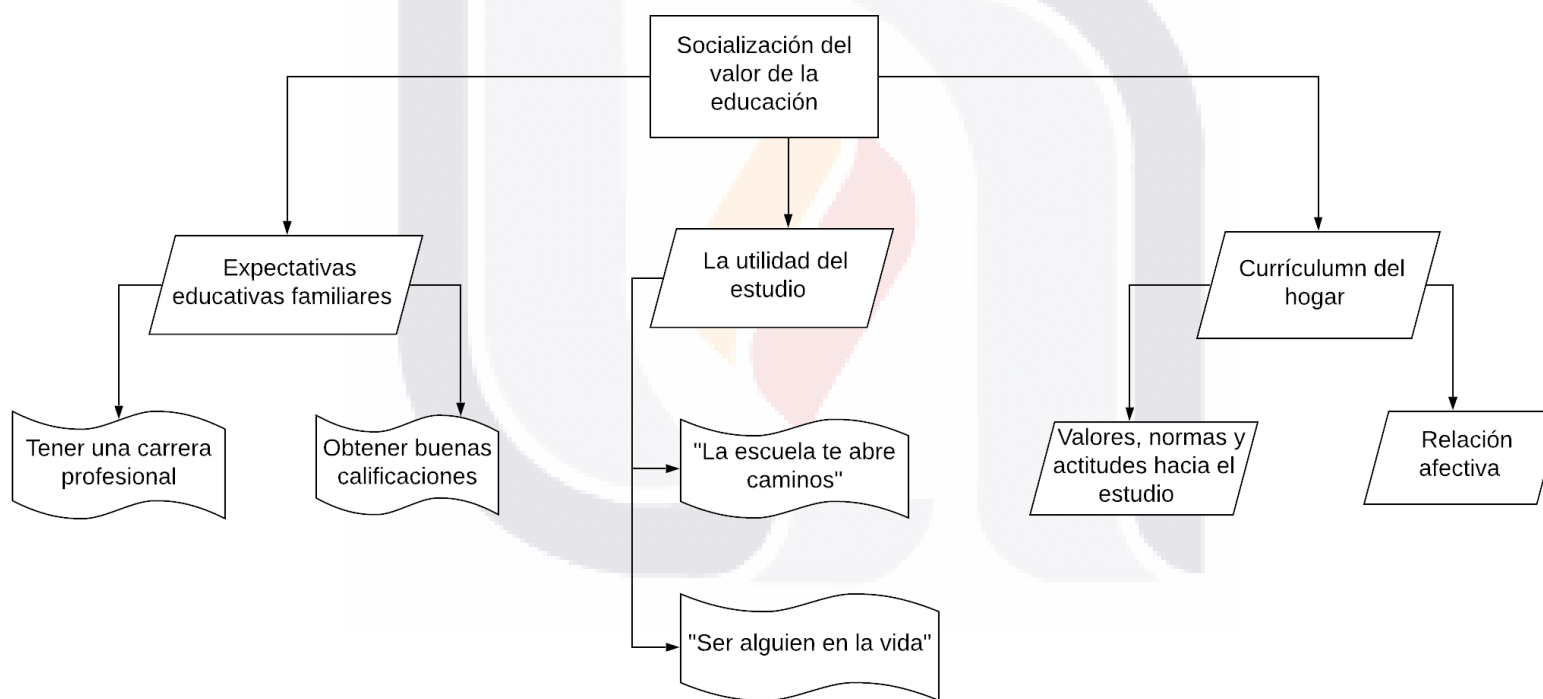 Socialización del
valor de la
educación
Expectativas
educativas familiares
La utilidad del
estudio
Currículumn del
hogar
Tener una carrera
profesional
Obtener buenas
calificaciones
"La escuela te abre
caminos"
"Ser alguien en la vida"
Valores, normas y
actitudes hacia el
estudio
Relación
afectiva